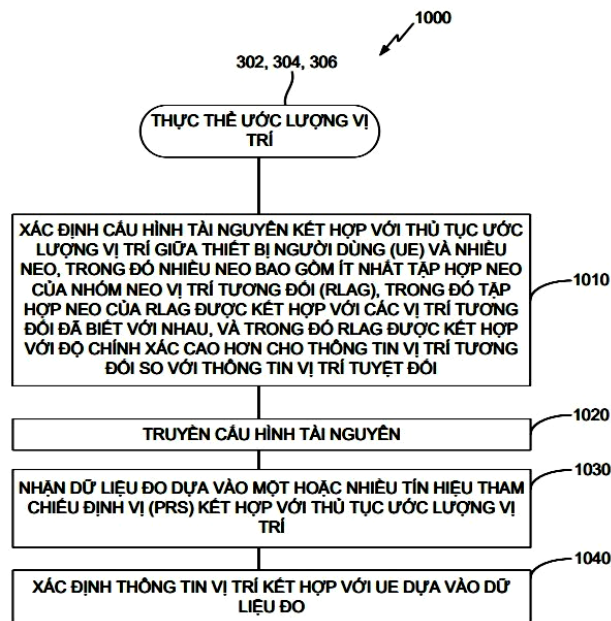 1000
302, 304, 306
THỰC THỂ ƯỚC LƯỢNG VỊ
TRÍ
XÁC ĐỊNH CẤU HÌNH TÀI NGUYÊN KẾT HỢP VỚI THỦ TỤC ƯỚC
LƯỢNG VỊ TRÍ GIỮA THIẾT BỊ NGƯỜI DÙNG (UE) VÀ NHIỀU
NEO, TRONG ĐÓ NHIỀU NEO BAO GỒM ÍT NHẤT TẬP HỢP NEO
CỦA NHÓM NEO VỊ TRÍ TƯƠNG ĐỐI (RLAG), TRONG ĐÓ TẬP
HỢP NEO CỦA RLAG ĐƯỢC KẾT HỢP VỚI CÁC VỊ TRÍ TƯƠNG
ĐỐI ĐÃ BIẾT VỚI NHAU, VÀ TRONG ĐÓ RLAG ĐƯỢC KẾT HỢP
VỚI ĐỘ CHÍNH XÁC CAO HƠN CHO THÔNG TIN VỊ TRÍ TƯƠNG
ĐỐI SO VỚI THÔNG TIN VỊ TRÍ TUYỆT ĐỐI
1010
TRUYỀN CẤU HÌNH TÀI NGUYÊN
1020
NHẬN DỮ LIỆU ĐO DỰA VÀO MỘT HOẶC NHIỀU TÍN HIỆU THAM
CHIẾU ĐỊNH VỊ (PRS) KẾT HỢP VỚI THỦ TỤC ƯỚC LƯỢNG VỊ
TRÍ
1030
XÁC ĐỊNH THÔNG TIN VỊ TRÍ KẾT HỢP VỚI UE DỰA VÀO DỮ
LIỆU ĐO
1040